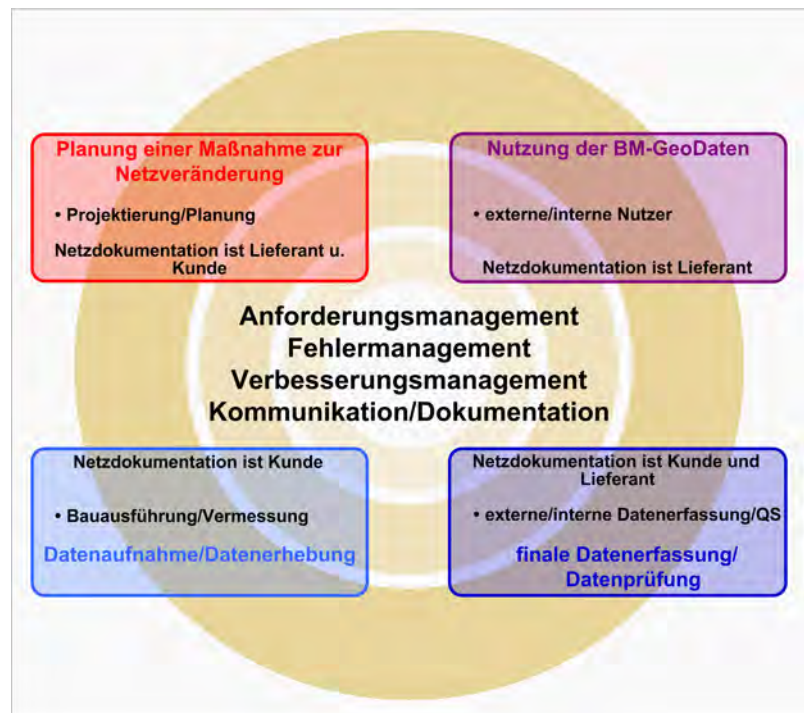 Planung einer Maßnahme zur
Netzveränderung
• Projektierung/Planung
Netzdokumentation ist Lieferant u.
Kunde
Nutzung der BM-GeoDaten
• externe/interne Nutzer
Netzdokumentation ist Lieferant
Anforderungsmanagement
Fehlermanagement
Verbesserungsmanagement
Kommunikation/Dokumentation
Netzdokumentation ist Kunde
• Bauausführung/Vermessung
Datenaufnahme/Datenerhebung
Netzdokumentation ist Kunde und
Lieferant
• externe/interne Datenerfassung/QS
finale Datenerfassung/
Datenprüfung